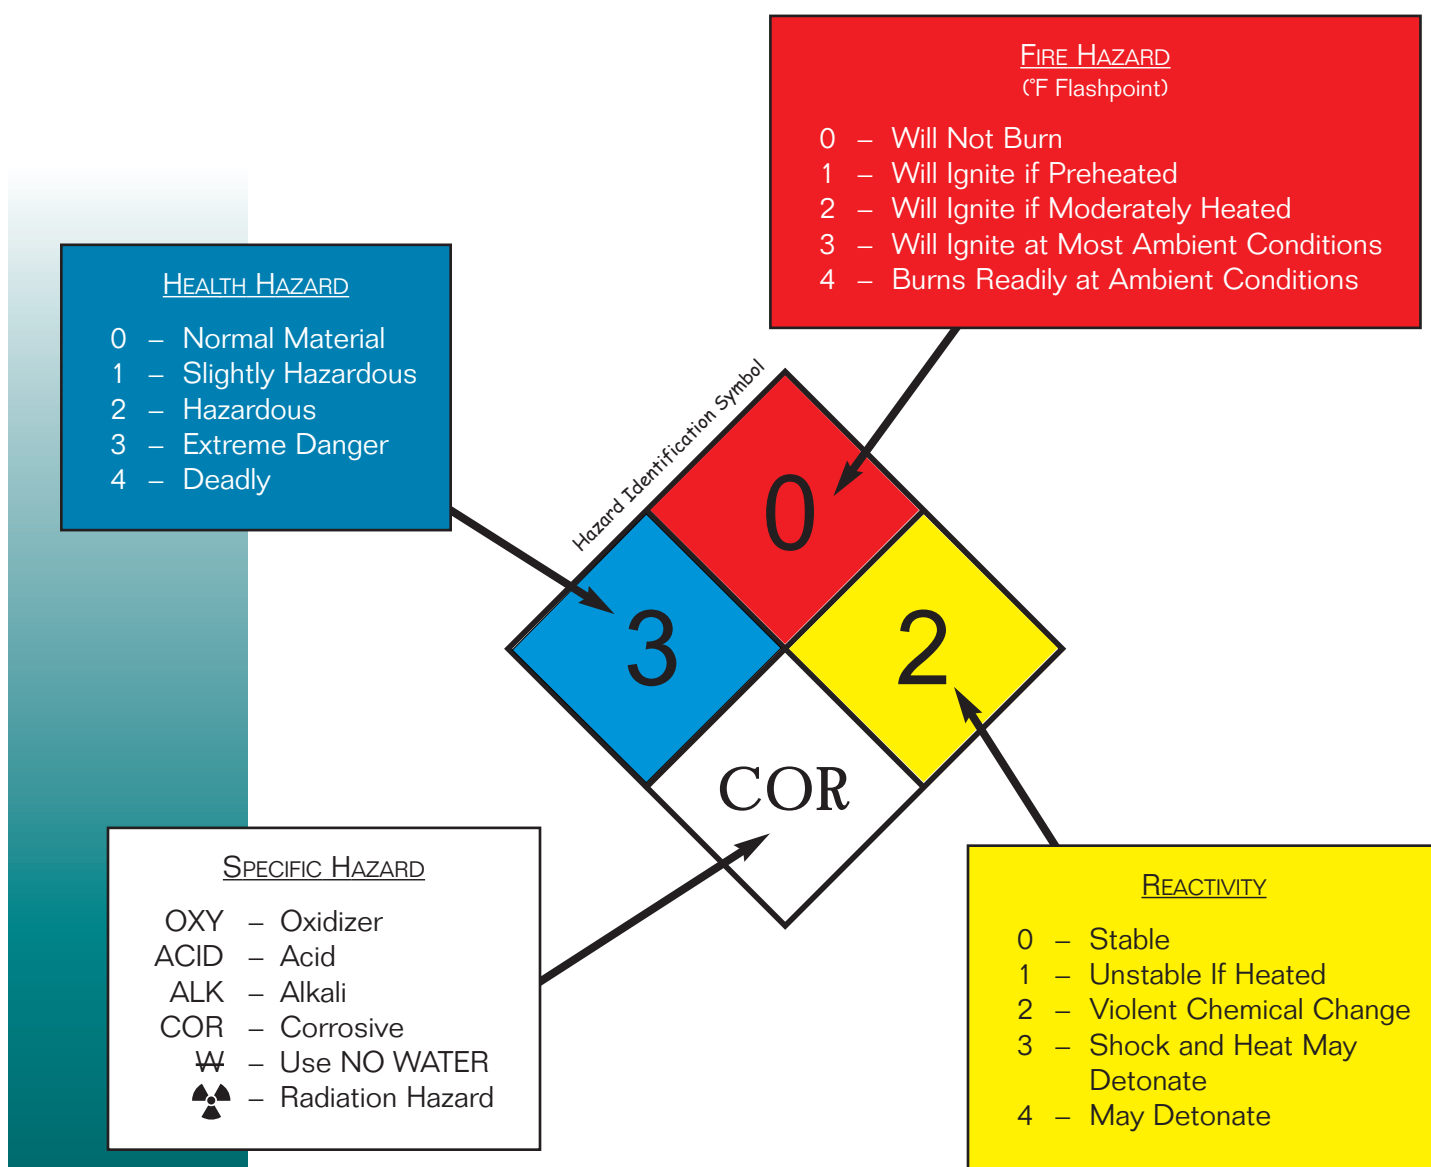 FIRE HAZARD
(°F Flashpoint)
0 – Will Not Burn
1 – Will Ignite if Preheated
2 – Will Ignite if Moderately Heated
3 – Will Ignite at Most Ambient Conditions
4 – Burns Readily at Ambient Conditions
HEALTH HAZARD
0 – Normal Material
1 – Slightly Hazardous
2 – Hazardous
3 – Extreme Danger
4 – Deadly
Hazard Identification Symbol
0
3
2
COR
SPECIFIC HAZARD
OXY – Oxidizer
ACID – Acid
ALK – Alkali
COR – Corrosive
W – Use NO WATER
– Radiation Hazard
REACTIVITY
0 – Stable
1 – Unstable If Heated
2 – Violent Chemical Change
3 – Shock and Heat May
Detonate
4 – May Detonate